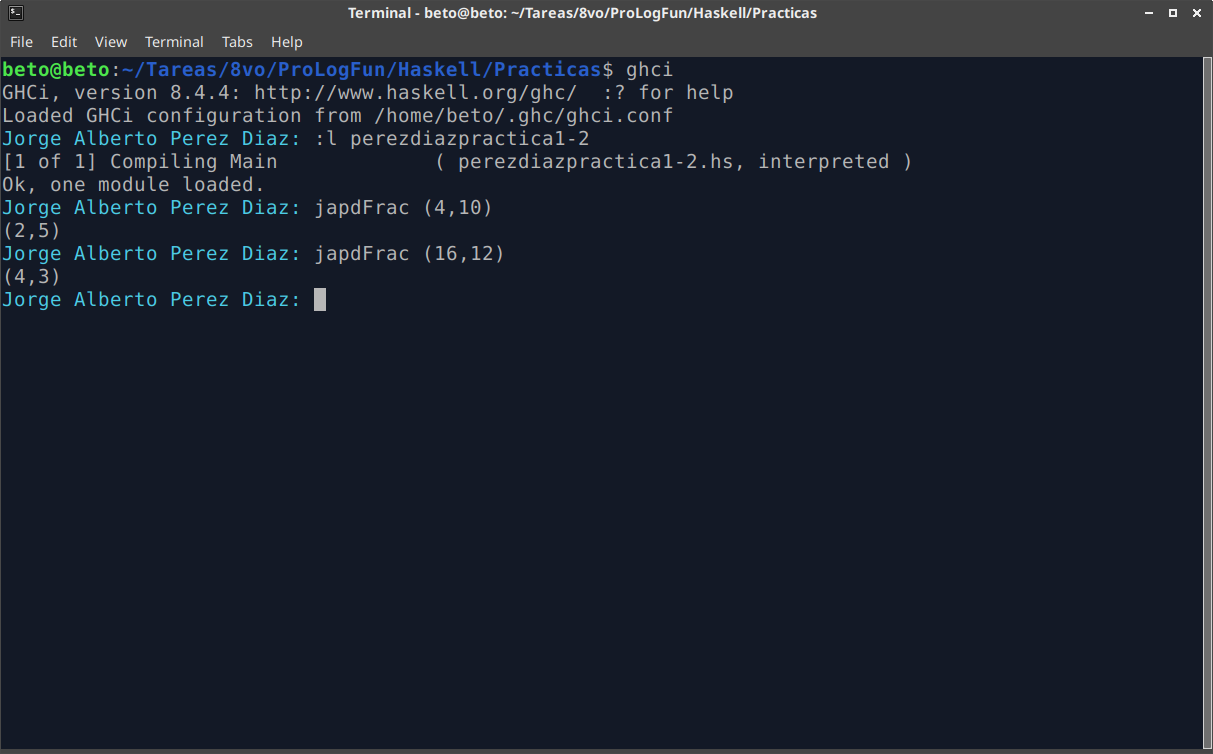 Terminal - beto@beto: ~/Tareas/8vo/ProLogFun/Haskell/Practicas
File Edit View Terminal Tabs Help
beto@beto:~/Tareas/8vo/ProLogFun/Haskell/Practicas$ ghci
GHCi, version 8.4.4: http://www.haskell.org/ghc/  :? for help
Loaded GHCi configuration from /home/beto/.ghc/ghci.conf
Jorge Alberto Perez Diaz: :l perezdiazpractica1-2
[1 of 1] Compiling Main             ( perezdiazpractica1-2.hs, interpreted )
Ok, one module loaded.
Jorge Alberto Perez Diaz: japdFrac (4,10)
(2,5)
Jorge Alberto Perez Diaz: japdFrac (16,12)
(4,3)
Jorge Alberto Perez Diaz: